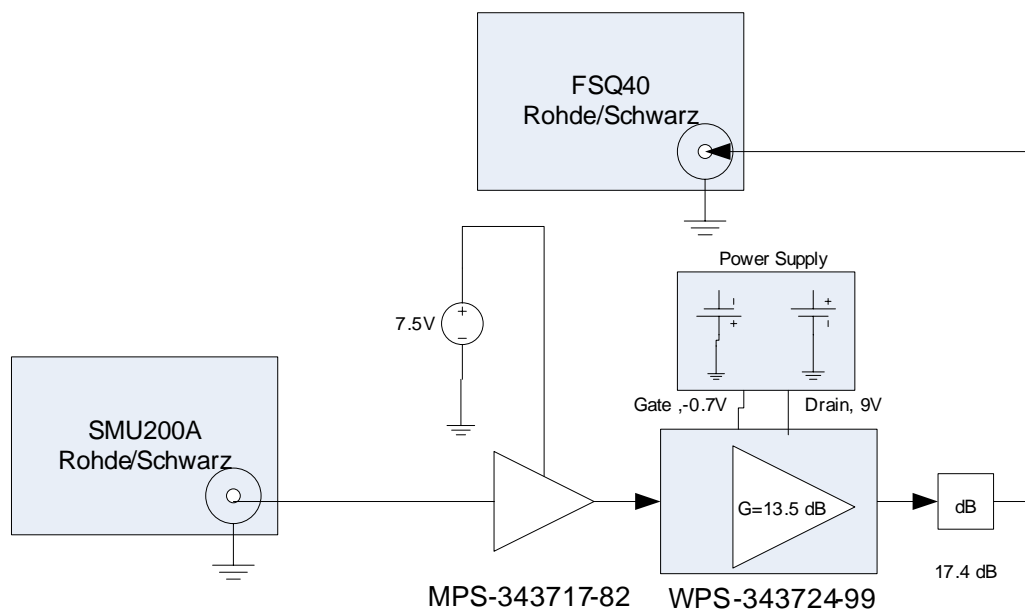 FSQ40
Rohde/Schwarz
Power Supply
7.5V
+
−
−
+
+
−
Gate ,-0.7V
Drain, 9V
SMU200A
Rohde/Schwarz
G=13.5 dB
dB
17.4 dB
MPS-343717-82
WPS-343724-99